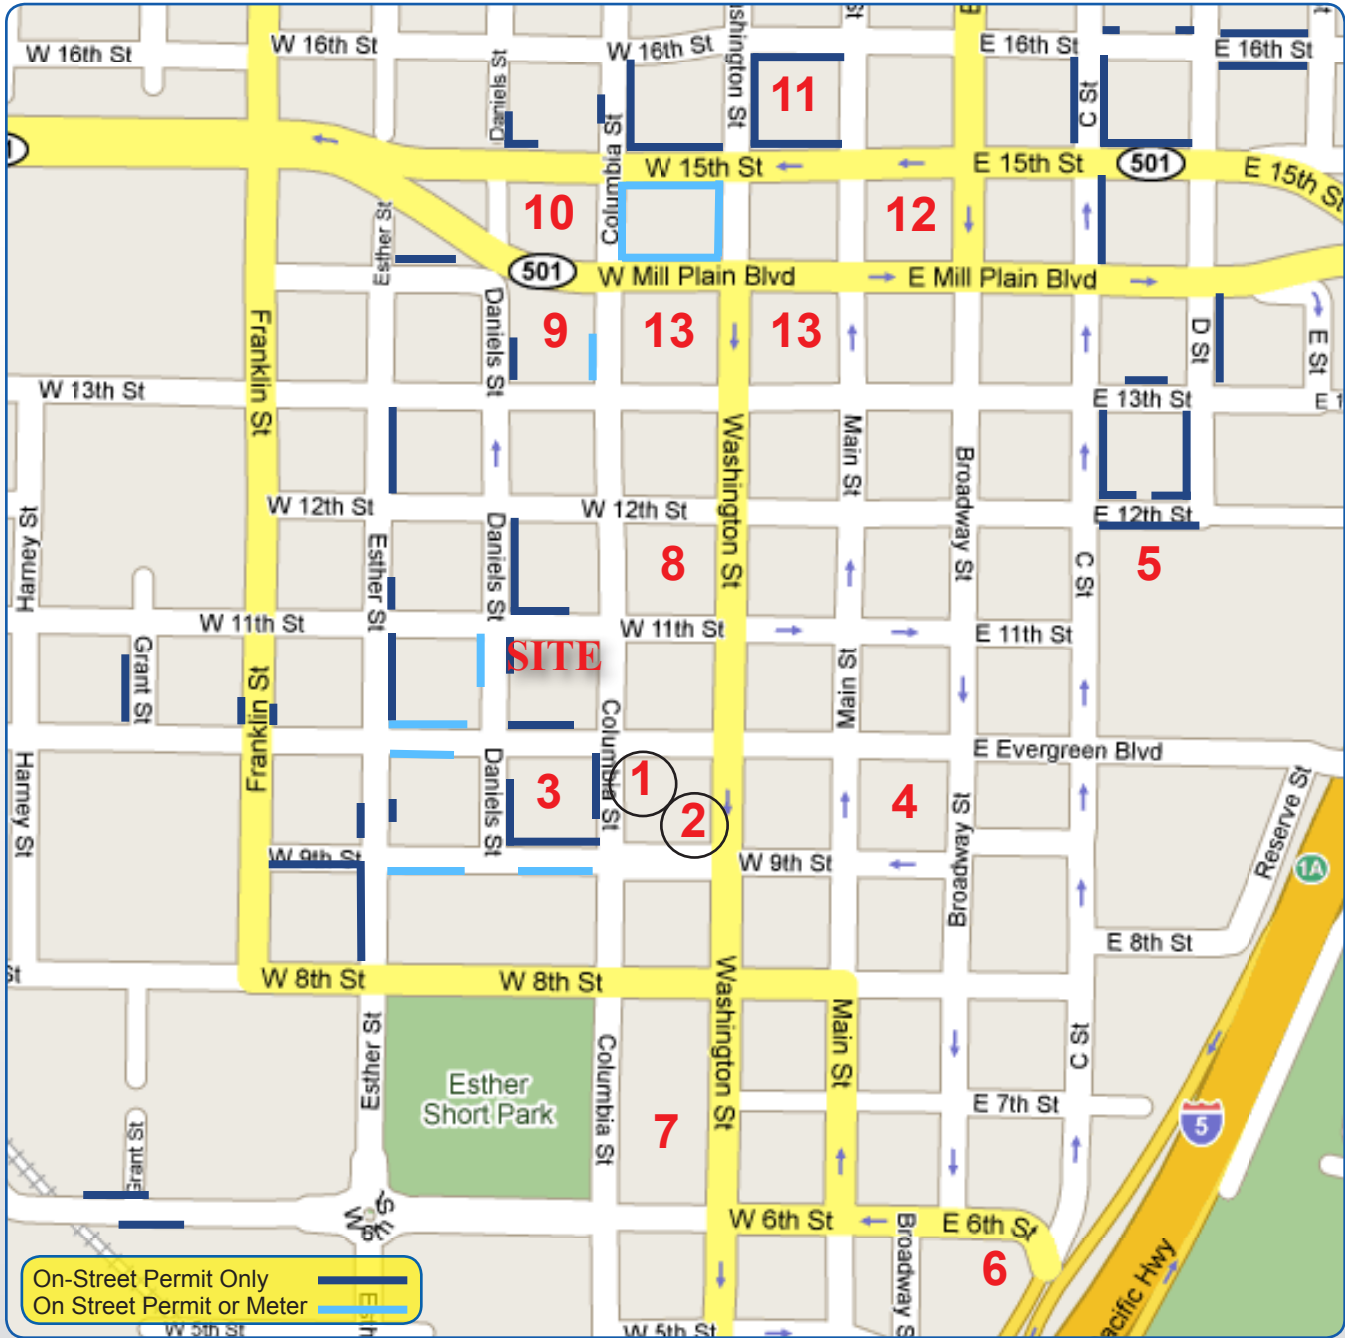 W 16th St
W 16th St
W 16th St
E 16th St
E 16th St
Daniels St
Columbia St
shington St
C St
11
W 15th St
E 15th St
501
E 15th St
10
12
Esther St
501
W Mill Plain Blvd
E Mill Plain Blvd
Franklin St
Daniels St
9
13
13
D St
E St
W 13th St
E 13th St
E 1
Washington St
Main St
Broadway St
W 12th St
W 12th St
E 12th St
Harney St
Esther St
Daniels St
8
C St
5
W 11th St
W 11th St
E 11th St
Grant St
Franklin St
SITE
Main St
Columbia St
E Evergreen Blvd
Harney St
Daniels St
3
1
2
4
Broadway St
Reserve St
1A
W 9th St
W 9th St
E 8th St
St
W 8th St
W 8th St
Washington St
Main St
Esther St
Columbia St
C St
Esther
Short Park
E 7th St
5
7
Grant St
W 6th St
W 6th St
E 6th St
Broadway S
6
acific Hwy
On-Street Permit Only
On Street Permit or Meter
Esth
W 5th St
W 5th St